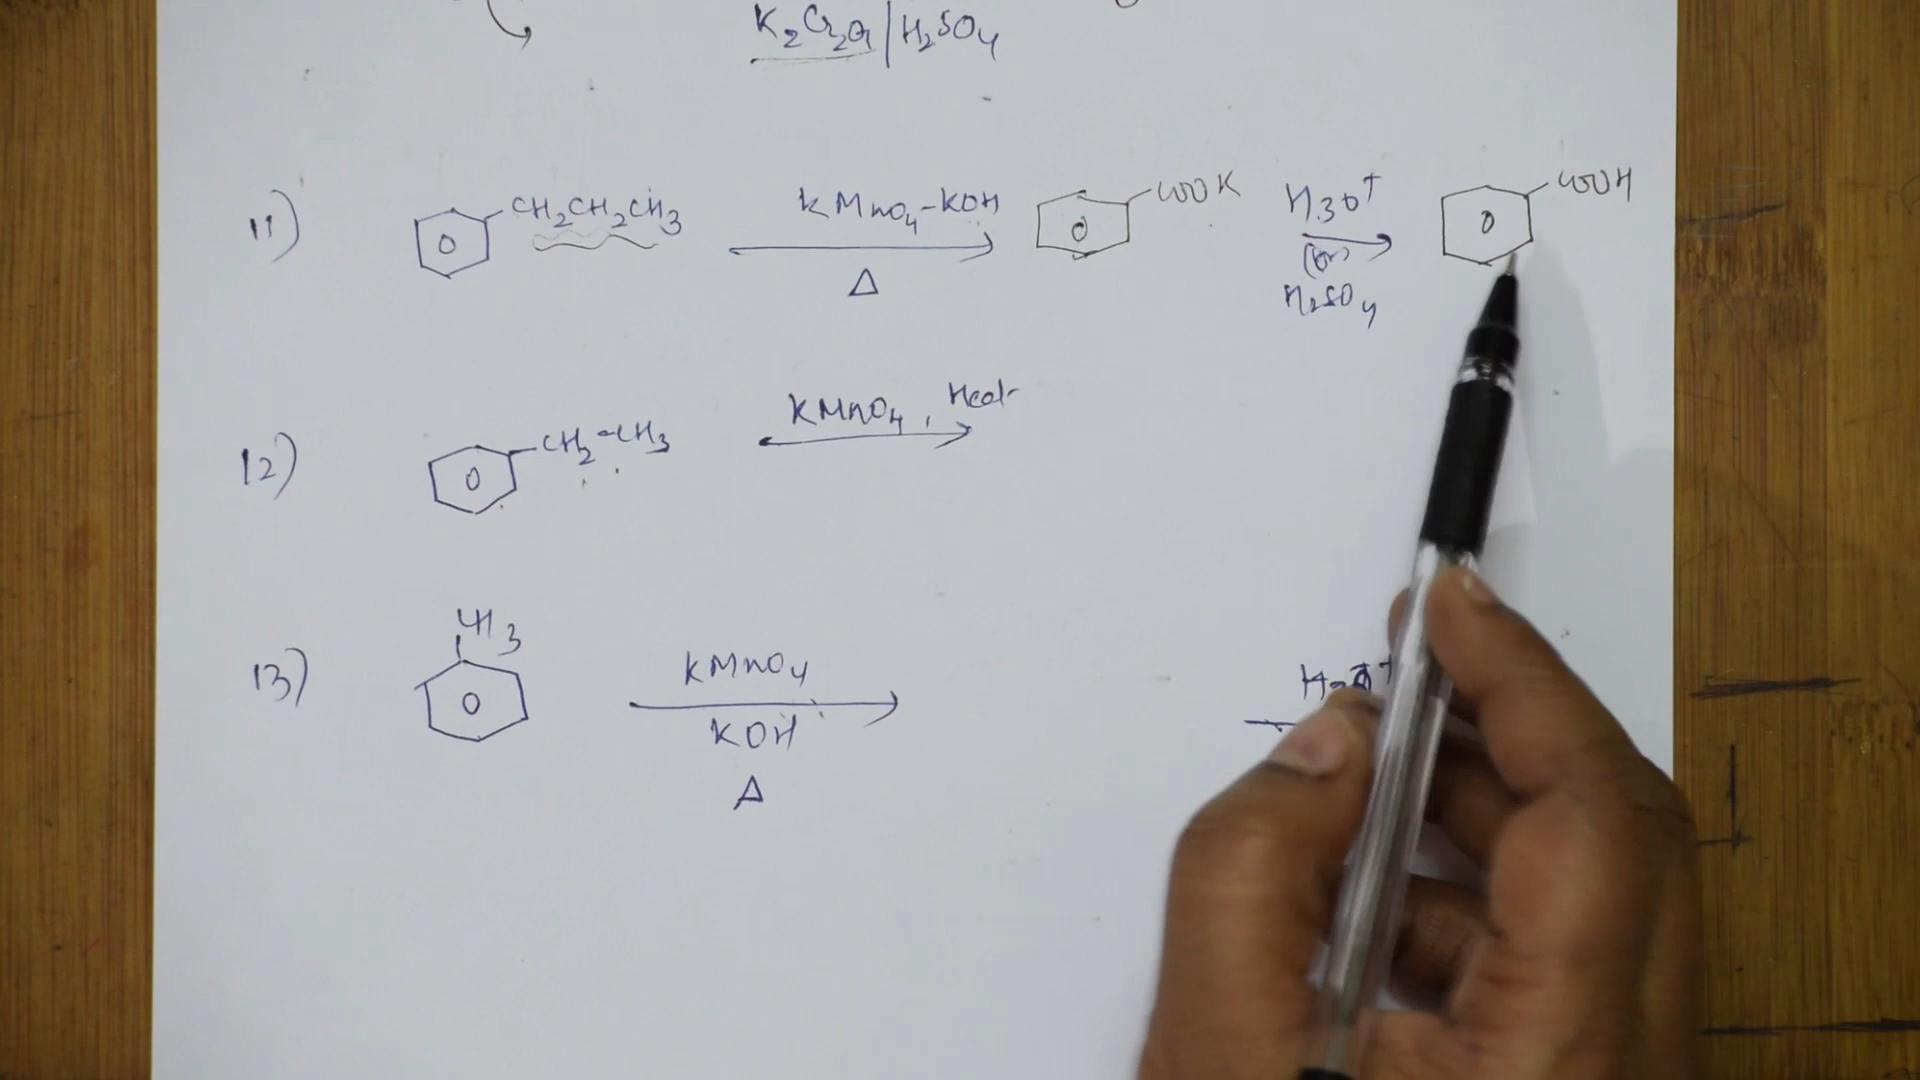 K₂Cr₂O₇ | H₂SO₄
11) CH₂CH₂CH₃ KMnO₄-KOH Δ COOK H₃O⁺ (or) H₂SO₄ COOH
12) CH₂-CH₃ KMnO₄, Heat
13) CH₃ KMnO₄ KOH Δ